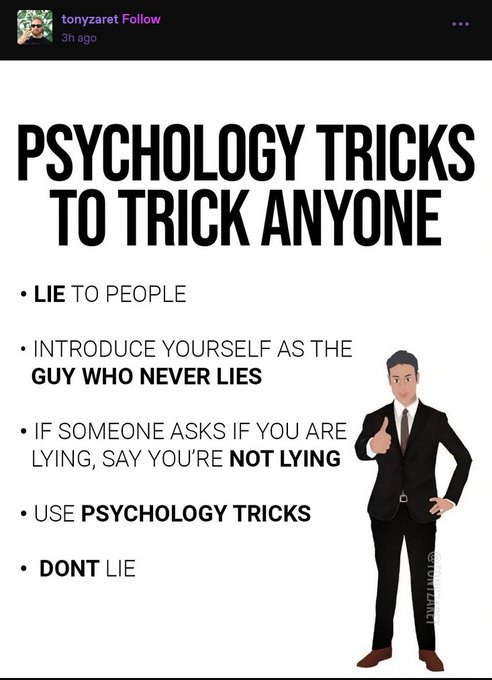 tonyzaret Follow
3h ago
PSYCHOLOGY TRICKS
TO TRICK ANYONE
• LIE TO PEOPLE
• INTRODUCE YOURSELF AS THE
GUY WHO NEVER LIES
• IF SOMEONE ASKS IF YOU ARE
LYING, SAY YOU'RE NOT LYING
• USE PSYCHOLOGY TRICKS
• DONT LIE
@TONYZARET